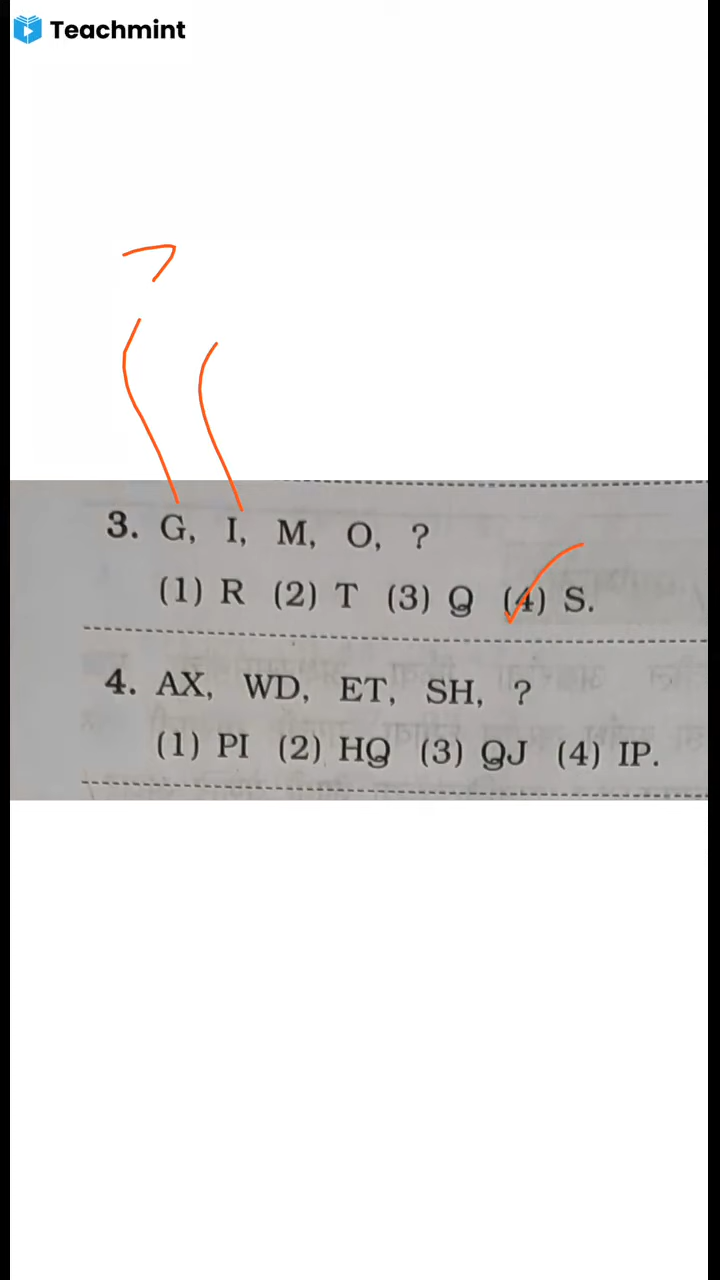 Teachmint
3. G, I, M, O, ?
(1) R (2) T (3) Q (4) S.
4. AX, WD, ET, SH, ?
(1) PI (2) HQ (3) QJ (4) IP.